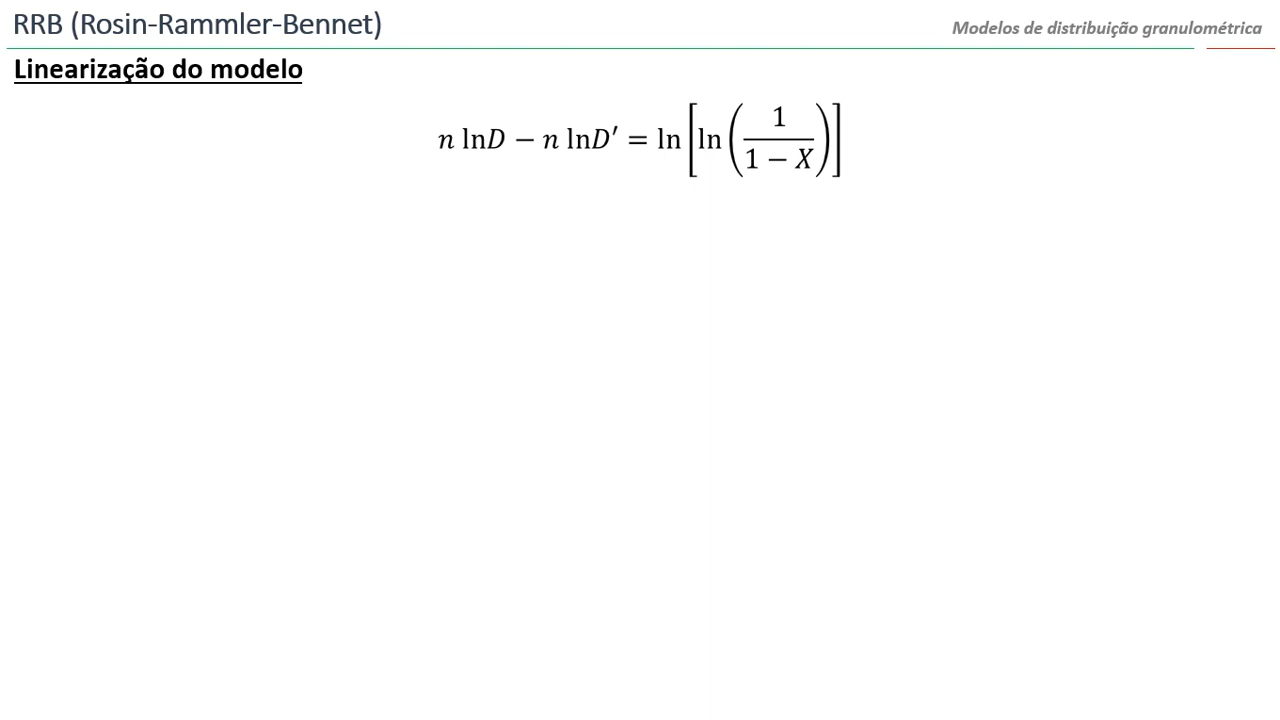 RRB (Rosin-Rammler-Bennet)
Modelos de distribuição granulométrica
Linearização do modelo
n lnD − n lnD′ = ln[ln(1/(1 − X))]